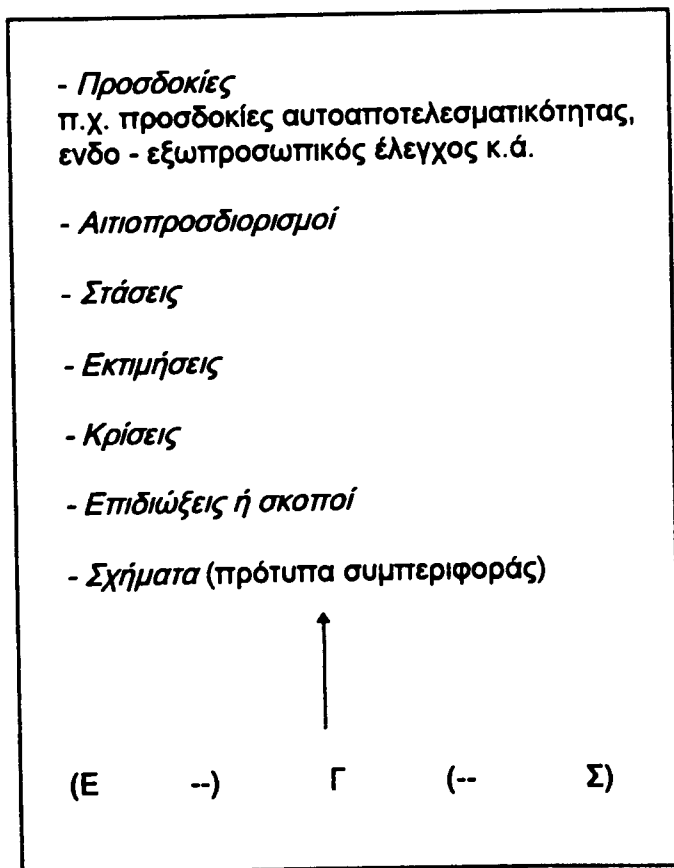 - Προσδοκίες
π.χ. προσδοκίες αυτοαποτελεσματικότητας,
ενδο - εξωπροσωπικός έλεγχος κ.ά.
- Αιτιοπροσδιορισμοί
- Στάσεις
- Εκτιμήσεις
- Κρίσεις
- Επιδιώξεις ή σκοποί
- Σχήματα (πρότυπα συμπεριφοράς)
(Ε --) Γ (-- Σ)